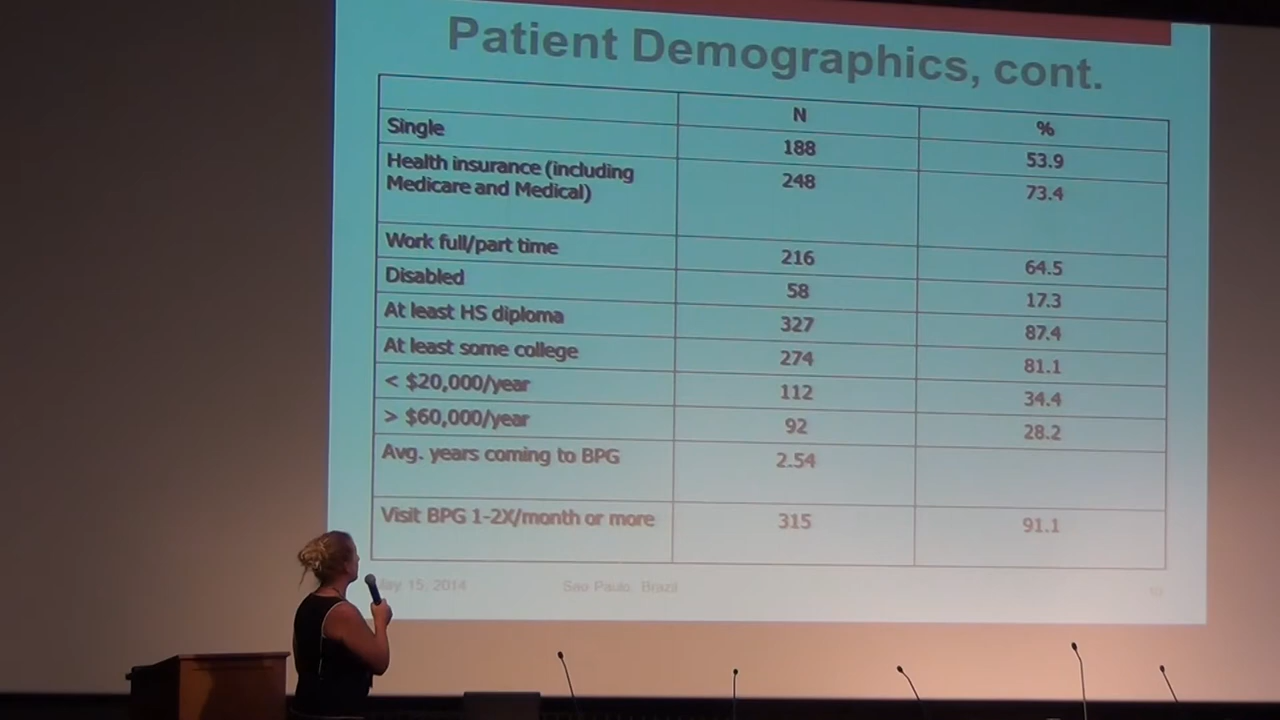 Patient Demographics, cont.
N %
Single 188 53.9
Health insurance (including
Medicare and Medical) 248 73.4
Work full/part time 216 64.5
Disabled 58 17.3
At least HS diploma 327 87.4
At least some college 274 81.1
< $20,000/year 112 34.4
> $60,000/year 92 28.2
Avg. years coming to BPG 2.54
Visit BPG 1-2X/month or more 315 91.1
15, 2014 Sao Paulo, Brazil